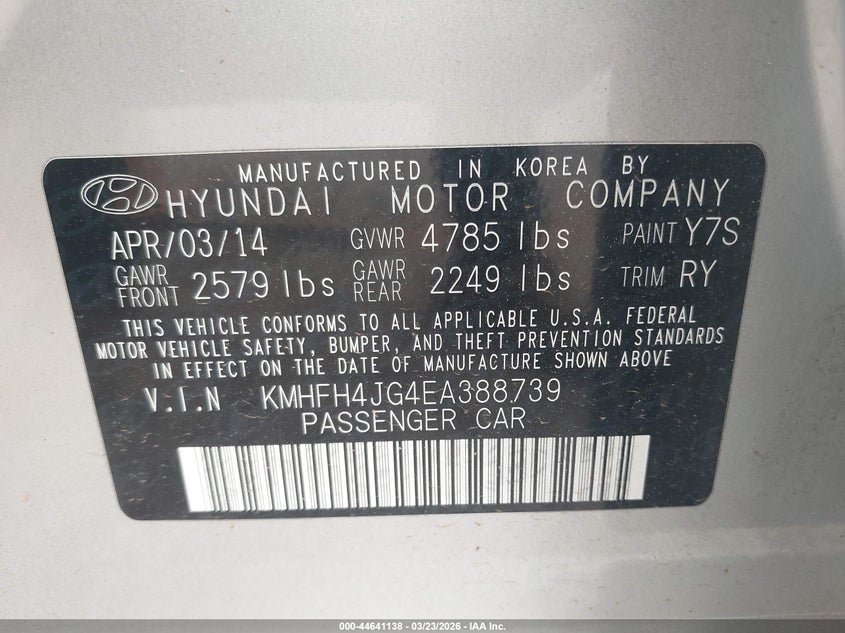 MANUFACTURED IN KOREA BY
HYUNDAI MOTOR COMPANY
APR/03/14 GVWR 4785 lbs PAINT Y7S
GAWR FRONT 2579 lbs GAWR REAR 2249 lbs TRIM RY
THIS VEHICLE CONFORMS TO ALL APPLICABLE U.S.A. FEDERAL
MOTOR VEHICLE SAFETY, BUMPER, AND THEFT PREVENTION STANDARDS
IN EFFECT ON THE DATE OF MANUFACTURE SHOWN ABOVE
V.I.N KMHFH4JG4EA388739
PASSENGER CAR
000-44641138 - 03/23/2026 - IAA Inc.